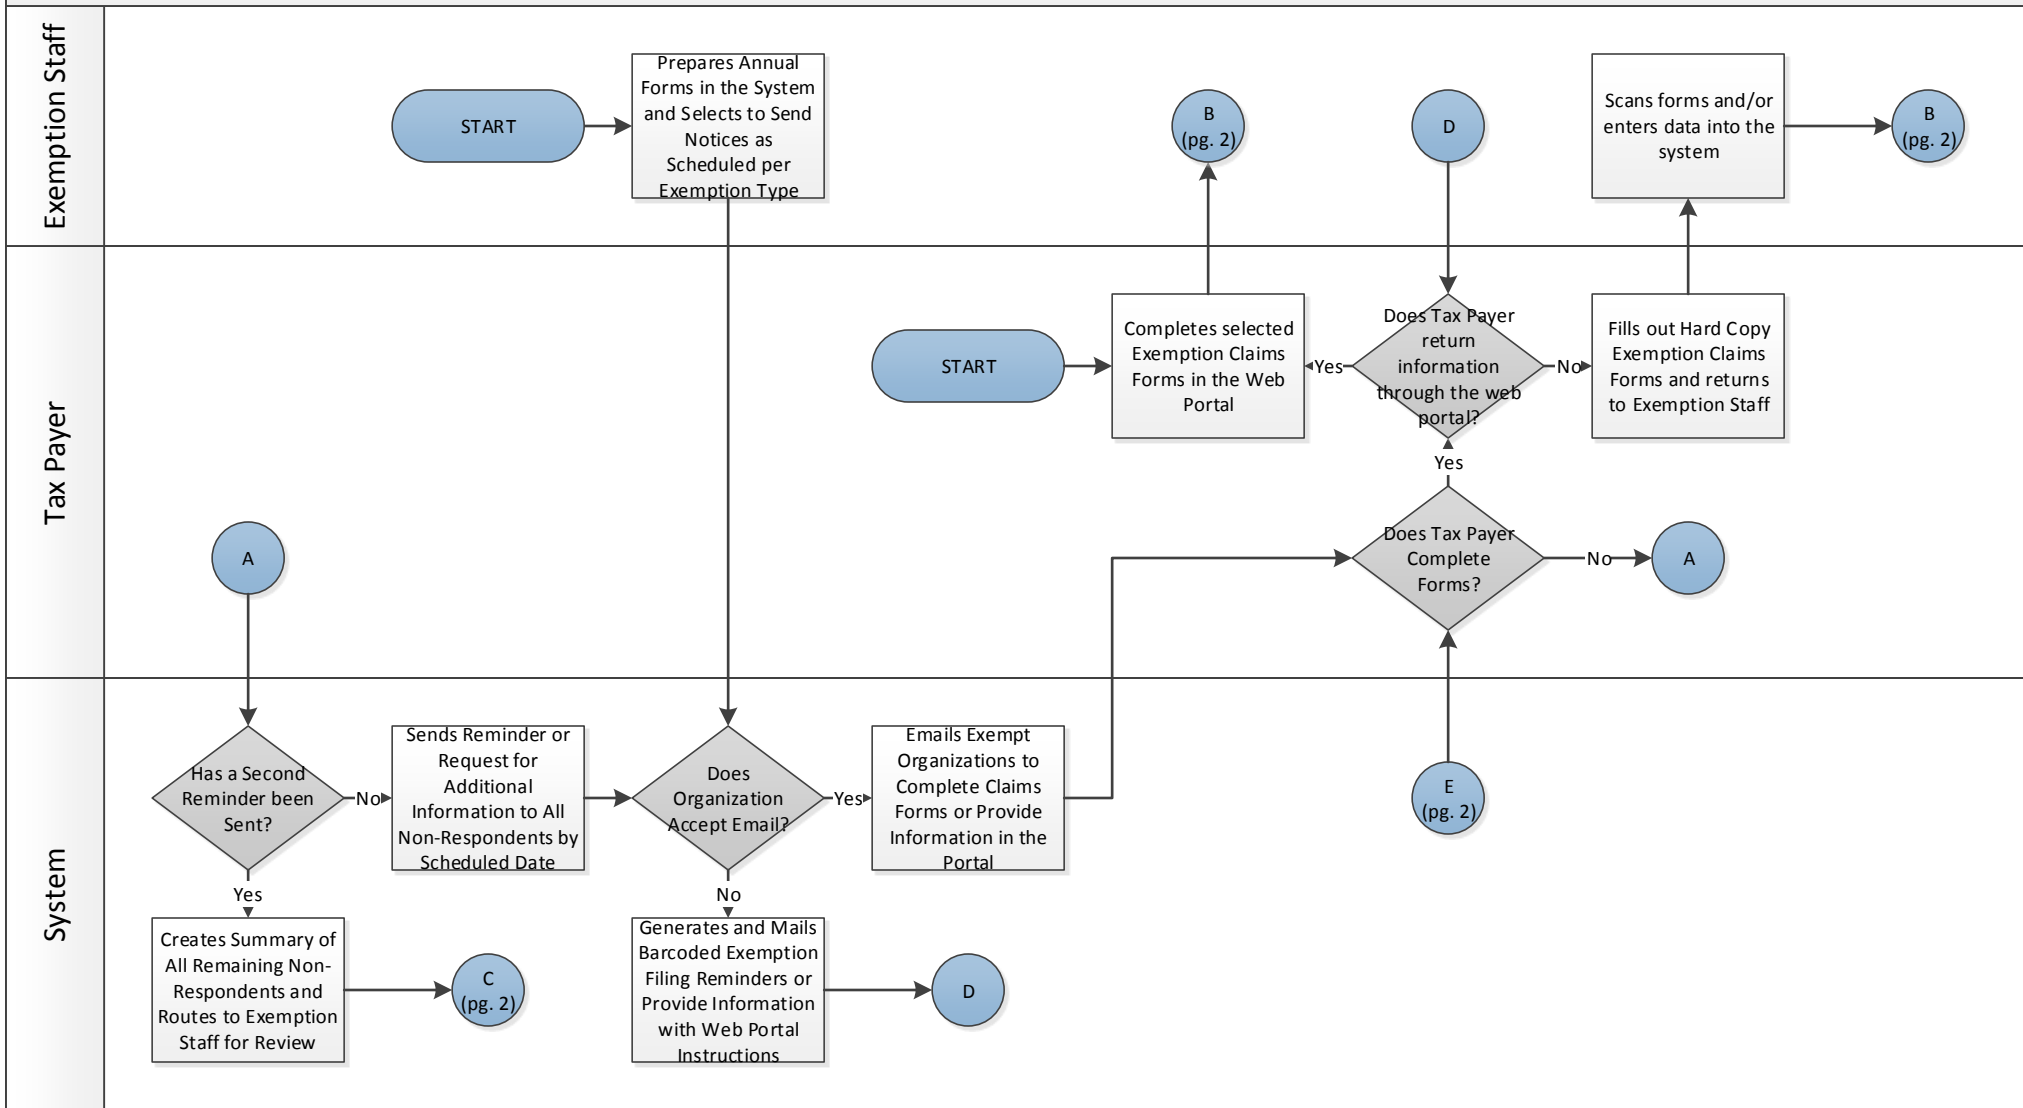 Exemption Staff
START
Prepares Annual
Forms in the System
and Selects to Send
Notices as
Scheduled per
Exemption Type
B
(pg. 2)
D
Scans forms and/or
enters data into the
system
B
(pg. 2)
Tax Payer
START
Completes selected
Exemption Claims
Forms in the Web
Portal
Yes
Does Tax Payer
return
information
through the web
portal?
No
Fills out Hard Copy
Exemption Claims
Forms and returns
to Exemption Staff
Yes
A
Does Tax Payer
Complete
Forms?
No
A
System
Has a Second
Reminder been
Sent?
No
Sends Reminder or
Request for
Additional
Information to All
Non-Respondents by
Scheduled Date
Does
Organization
Accept Email?
Yes
Emails Exempt
Organizations to
Complete Claims
Forms or Provide
Information in the
Portal
E
(pg. 2)
Yes
No
Creates Summary of
All Remaining Non-
Respondents and
Routes to Exemption
Staff for Review
C
(pg. 2)
Generates and Mails
Barcoded Exemption
Filing Reminders or
Provide Information
with Web Portal
Instructions
D